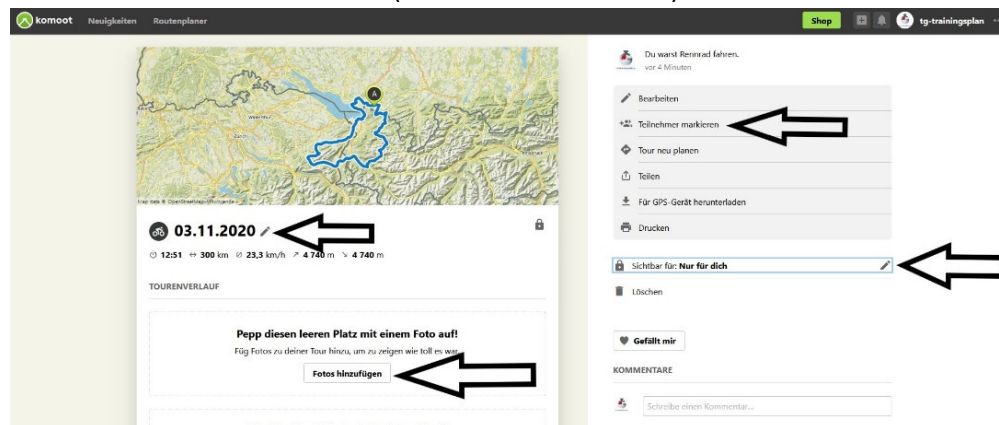 komoot Neuigkeiten Routenplaner Shop tg-trainingsplan
A
Zürich
03.11.2020
12:51 300 km Ø 23,3 km/h 4 740 m 4 740 m
TOURENVERLAUF
Pepp diesen leeren Platz mit einem Foto auf!
Füg Fotos zu deiner Tour hinzu, um zu zeigen wie toll es war.
Fotos hinzufügen
Du warst Rennrad fahren.
vor 4 Minuten
Bearbeiten
Teilnehmer markieren
Tour neu planen
Teilen
Für GPS-Gerät herunterladen
Drucken
Sichtbar für: Nur für dich
Löschen
Gefällt mir
KOMMENTARE
Schreibe einen Kommentar...